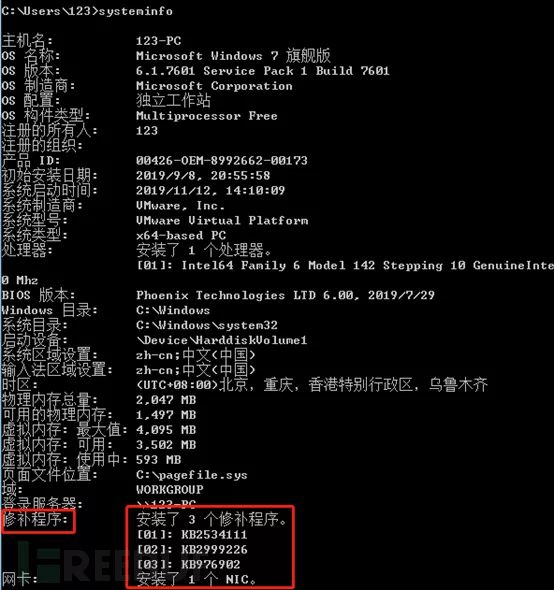 C:\Users\123>systeminfo
主机名: 123-PC
OS 名称: Microsoft Windows 7 旗舰版
OS 版本: 6.1.7601 Service Pack 1 Build 7601
OS 制造商: Microsoft Corporation
OS 配置: 独立工作站
OS 构件类型: Multiprocessor Free
注册的所有人: 123
注册的组织:
产品 ID: 00426-OEM-8992662-00173
初始安装日期: 2019/9/8, 20:55:58
系统启动时间: 2019/11/12, 14:10:09
系统制造商: VMware, Inc.
系统型号: VMware Virtual Platform
系统类型: x64-based PC
处理器: 安装了 1 个处理器。
[01]: Intel64 Family 6 Model 142 Stepping 10 GenuineInte
0 Mhz
BIOS 版本: Phoenix Technologies LTD 6.00, 2019/7/29
Windows 目录: C:\Windows
系统目录: C:\Windows\system32
启动设备: \Device\HarddiskVolume1
系统区域设置: zh-cn;中文(中国)
输入法区域设置: zh-cn;中文(中国)
时区: (UTC+08:00)北京，重庆，香港特别行政区，乌鲁木齐
物理内存总量: 2,047 MB
可用的物理内存: 1,497 MB
虚拟内存: 最大值: 4,095 MB
虚拟内存: 可用: 3,502 MB
虚拟内存: 使用中: 593 MB
页面文件位置: C:\pagefile.sys
域: WORKGROUP
登录服务器: \\123-PC
修补程序: 安装了 3 个修补程序。
[01]: KB2534111
[02]: KB2999226
[03]: KB976902
网卡: 安装了 1 个 NIC。